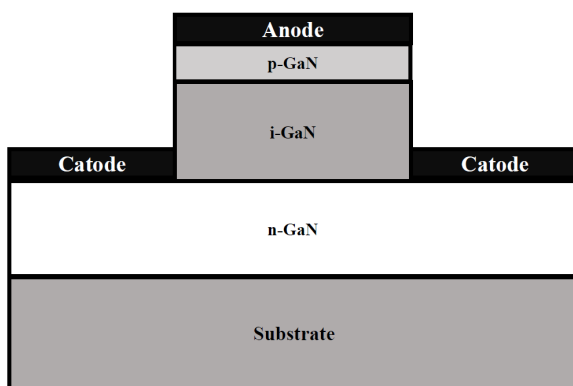 Anode
p-GaN
i-GaN
Catode
Catode
n-GaN
Substrate